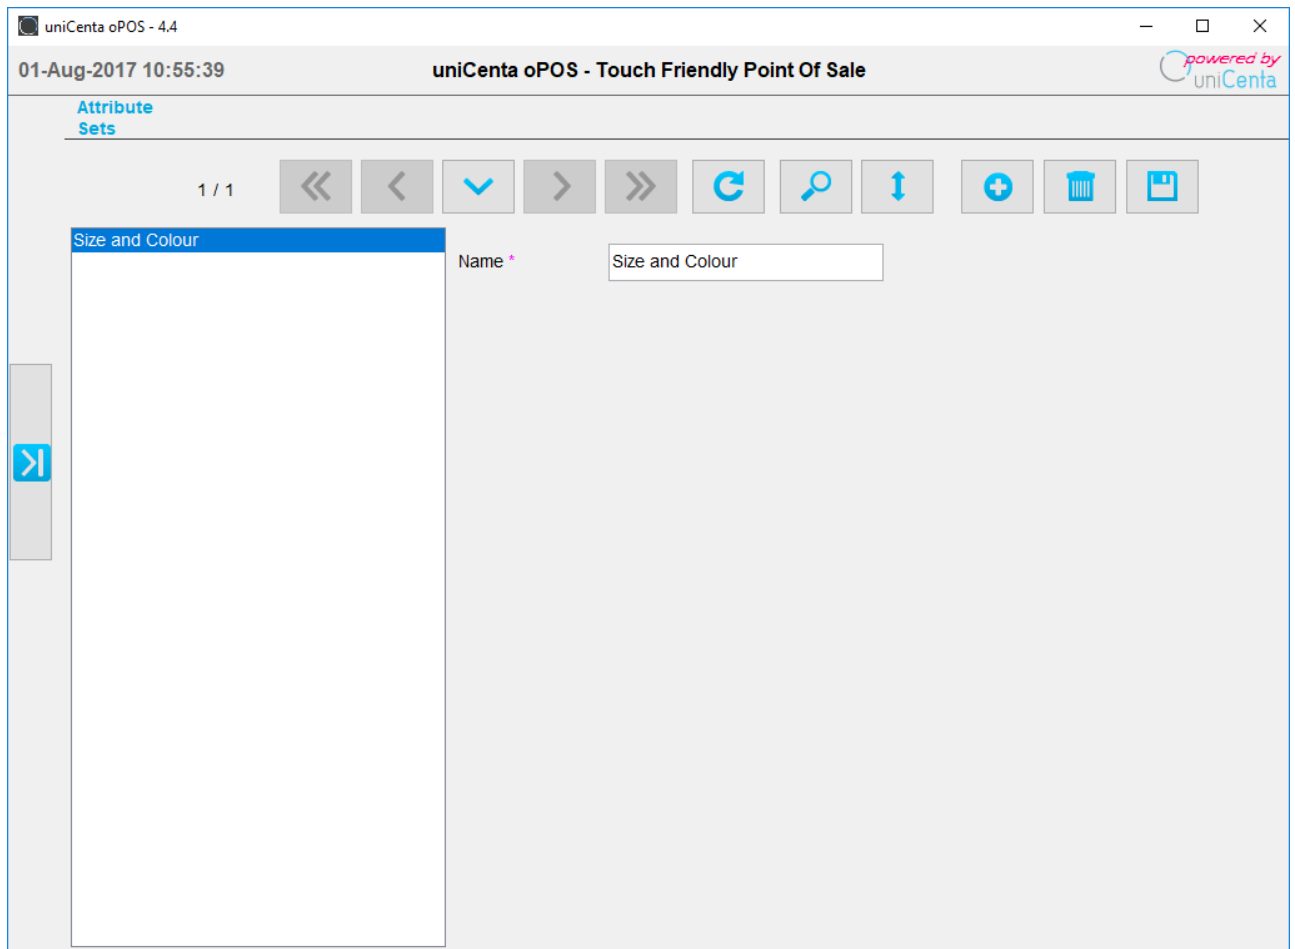 uniCenta oPOS - 4.4
01-Aug-2017 10:55:39
uniCenta oPOS - Touch Friendly Point Of Sale
powered by
uniCenta
Attribute
Sets
1 / 1
Size and Colour
Name *
Size and Colour